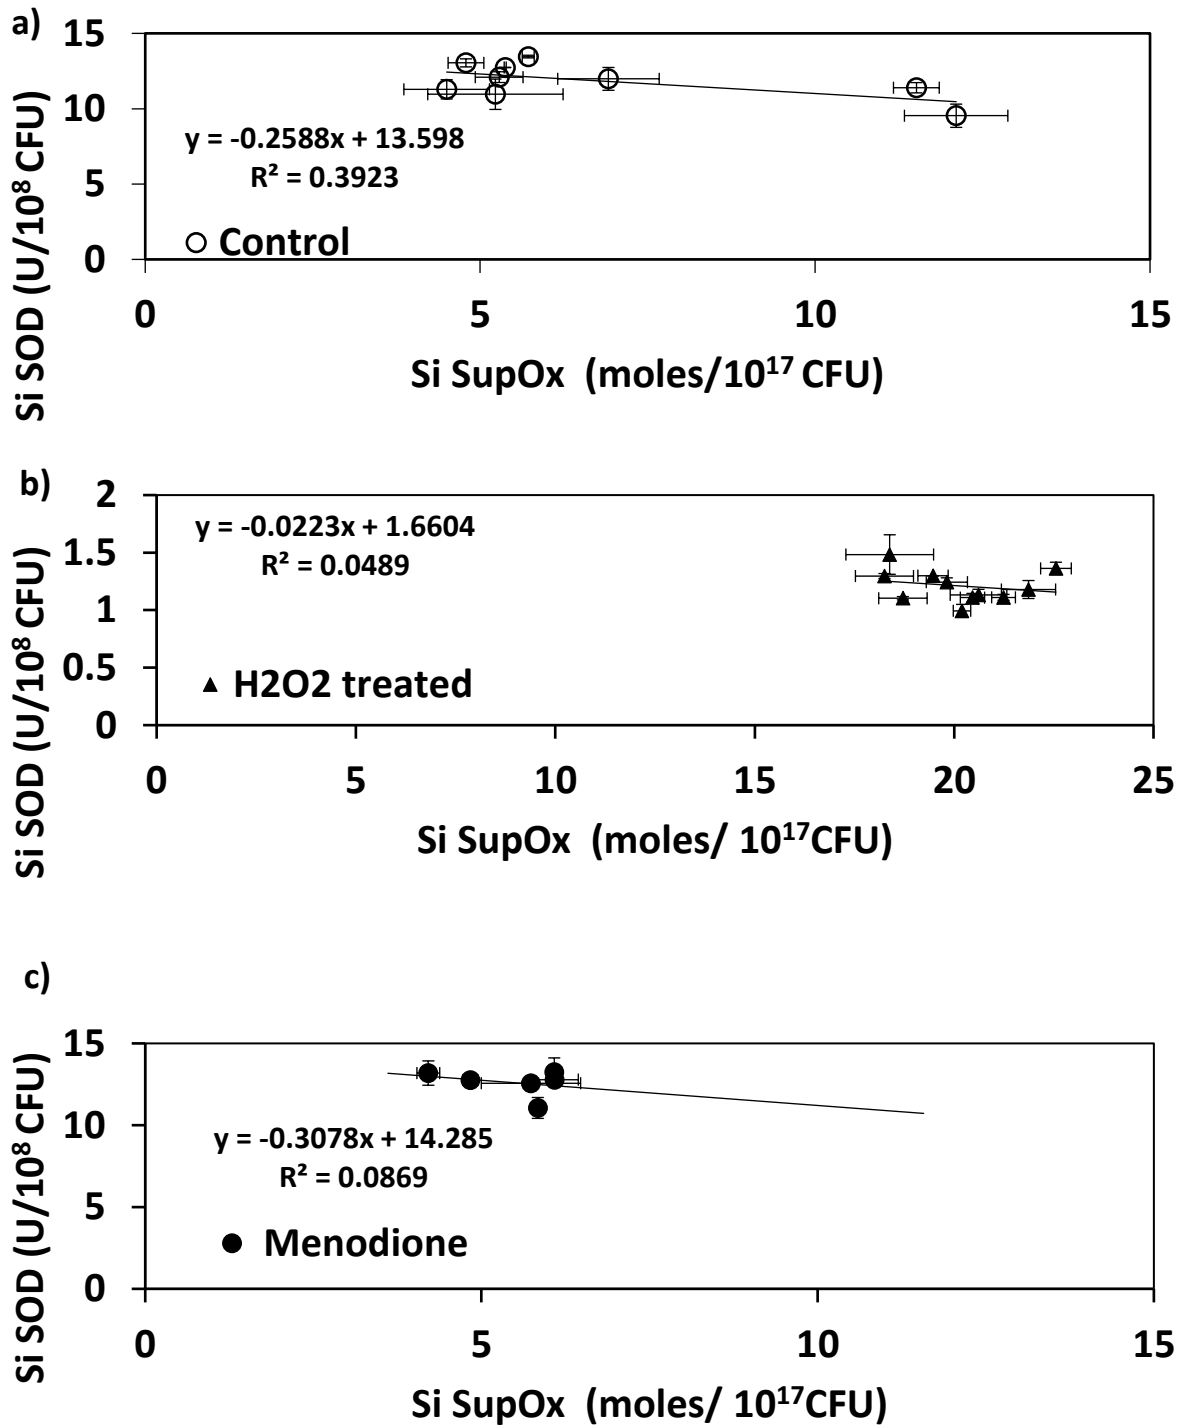 a)
Si SOD (U/10⁸ CFU)
15
10
5
0
y = -0.2588x + 13.598
R² = 0.3923
Control
0 5 10 15
Si SupOx (moles/10¹⁷ CFU)
b)
Si SOD (U/10⁸ CFU)
2
1.5
1
0.5
0
y = -0.0223x + 1.6604
R² = 0.0489
H2O2 treated
0 5 10 15 20 25
Si SupOx (moles/ 10¹⁷CFU)
c)
Si SOD (U/10⁸ CFU)
15
10
5
0
y = -0.3078x + 14.285
R² = 0.0869
Menodione
0 5 10 15
Si SupOx (moles/ 10¹⁷CFU)